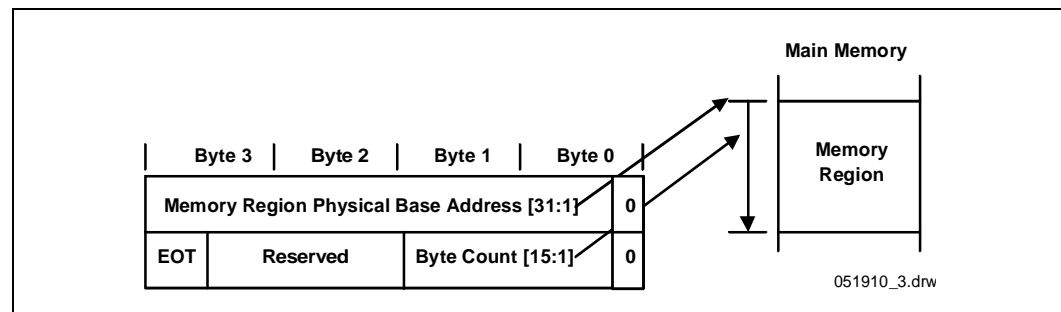 Main Memory
Byte 3 Byte 2 Byte 1 Byte 0
Memory
Region
Memory Region Physical Base Address [31:1] 0
EOT Reserved Byte Count [15:1] 0
051910_3.drw